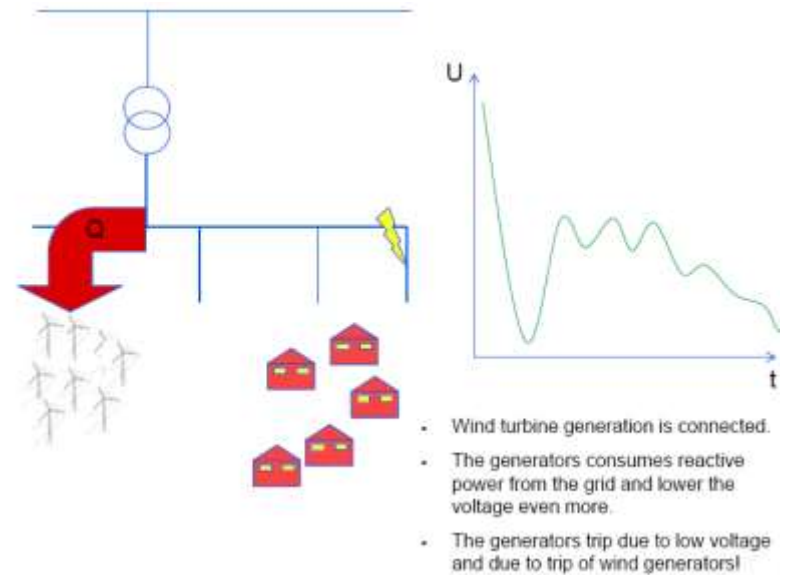 U
Q
t
• Wind turbine generation is connected.
• The generators consumes reactive
power from the grid and lower the
voltage even more.
• The generators trip due to low voltage
and due to trip of wind generators!